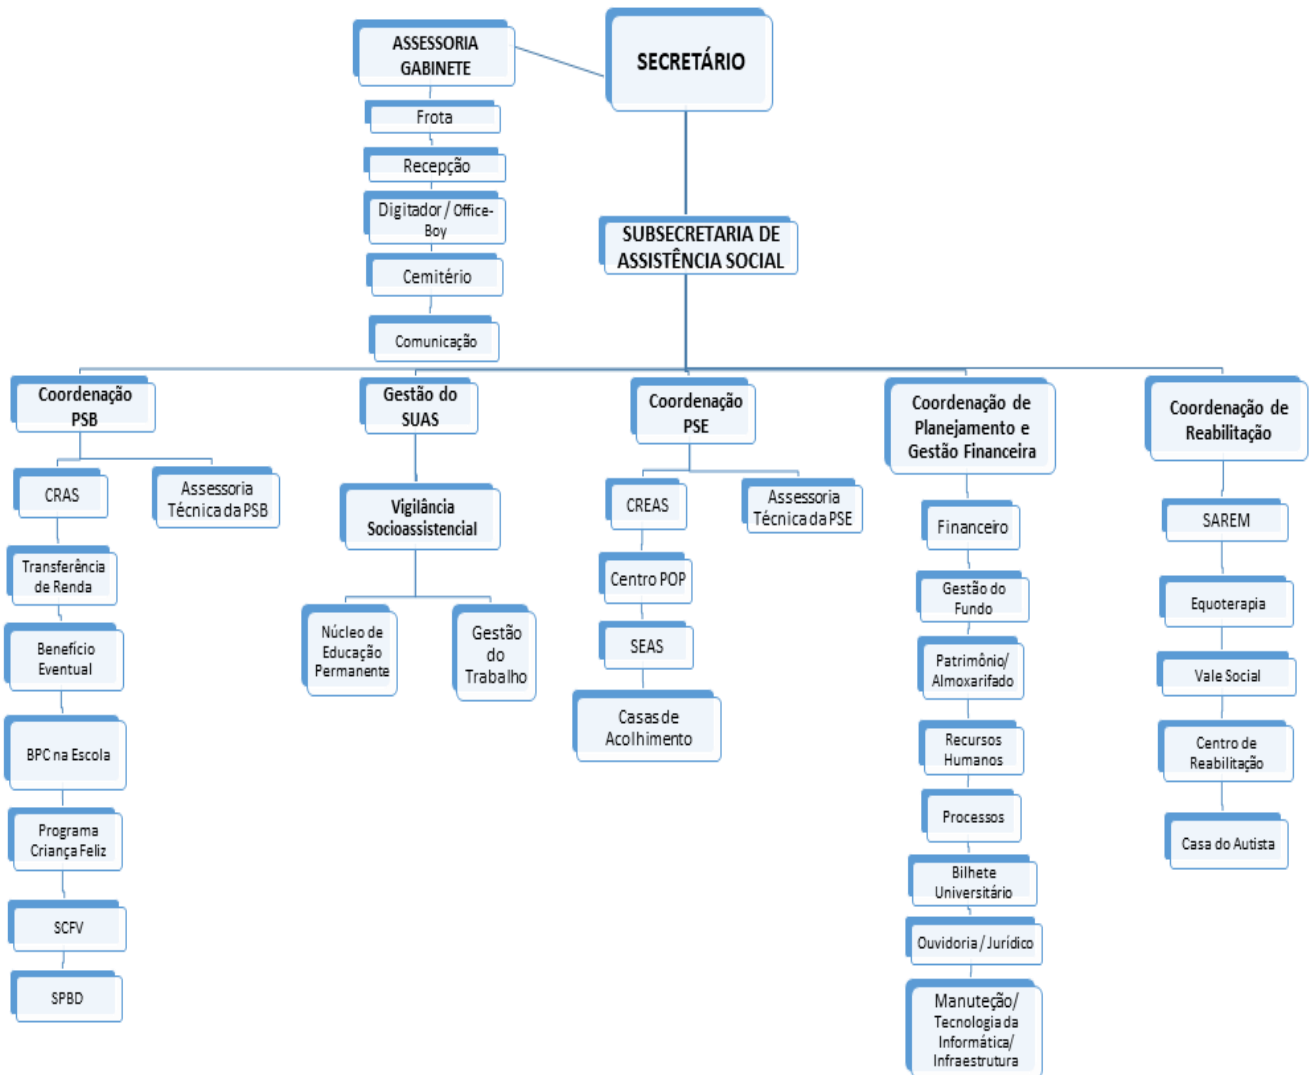 ASSESSORIA
GABINETE
SECRETÁRIO
Frota
Recepção
Digitador / Office-
Boy
Cemitério
Comunicação
SUBSECRETARIA DE
ASSISTÊNCIA SOCIAL
Coordenação
PSB
CRAS
Assessoria
Técnica da PSB
Transferência
de Renda
Benefício
Eventual
BPC na Escola
Programa
Criança Feliz
SCFV
SPBD
Gestão do
SUAS
Vigilância
Socioassistencial
Núcleo de
Educação
Permanente
Gestão
do
Trabalho
Coordenação
PSE
CREAS
Assessoria
Técnica da PSE
Centro POP
SEAS
Casas de
Acolhimento
Coordenação de
Planejamento e
Gestão Financeira
Financeiro
Gestão do
Fundo
Patrimônio/
Almoxarifado
Recursos
Humanos
Processos
Bilhete
Universitário
Ouvidoria / Jurídico
Manuteção/
Tecnologia da
Informática/
Infraestrutura
Coordenação de
Reabilitação
SAREM
Equoterapia
Vale Social
Centro de
Reabilitação
Casa do Autista